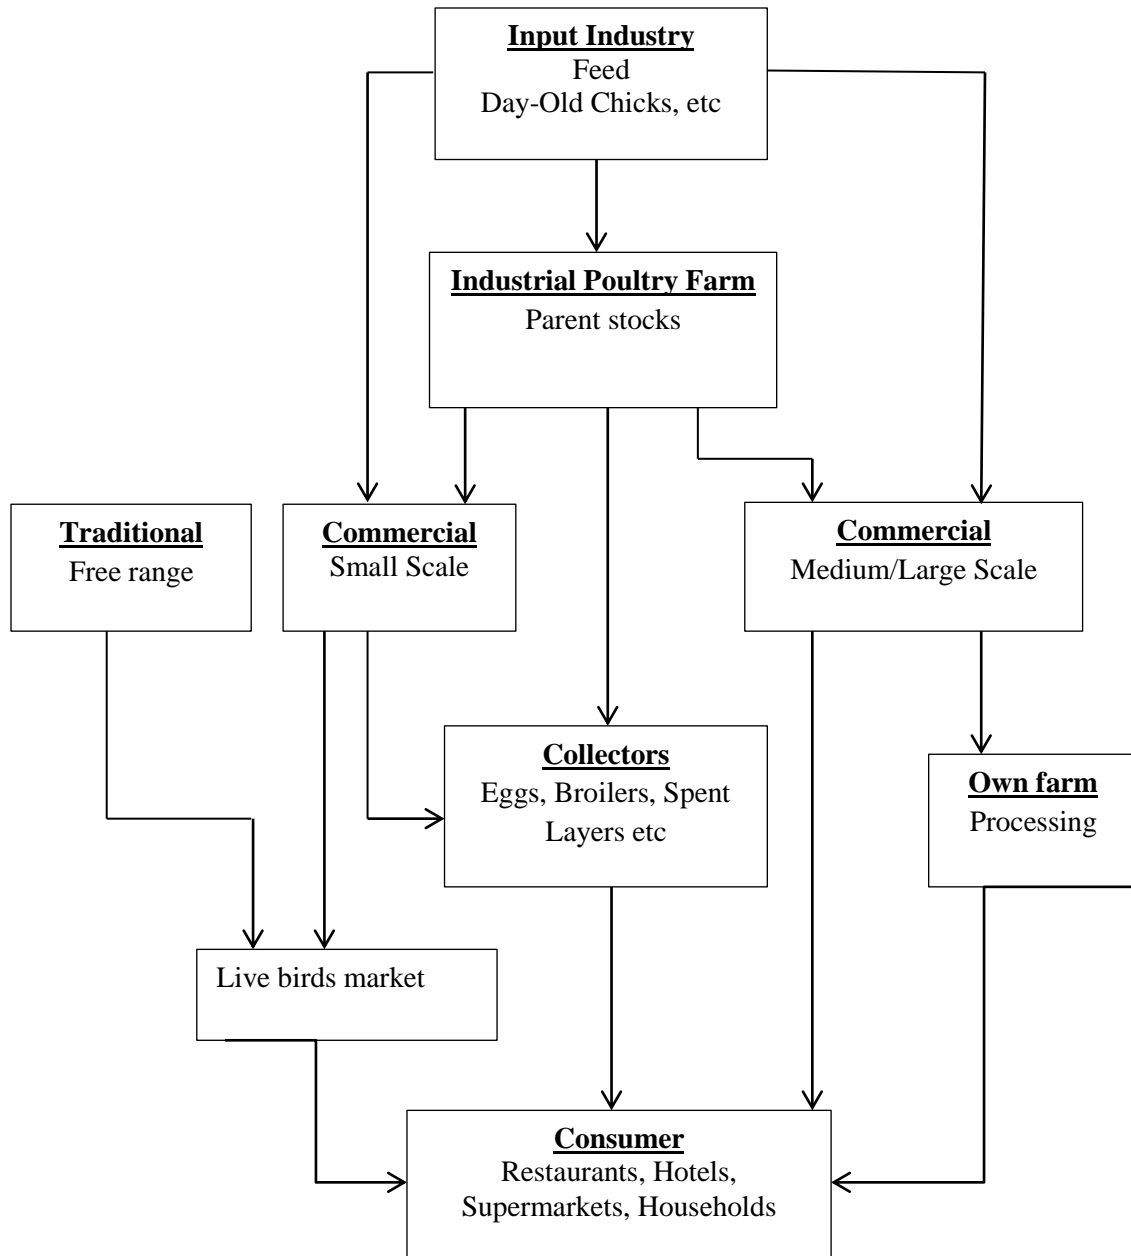 Input Industry
Feed
Day-Old Chicks, etc
Industrial Poultry Farm
Parent stocks
Traditional
Free range
Commercial
Small Scale
Commercial
Medium/Large Scale
Collectors
Eggs, Broilers, Spent
Layers etc
Own farm
Processing
Live birds market
Consumer
Restaurants, Hotels,
Supermarkets, Households